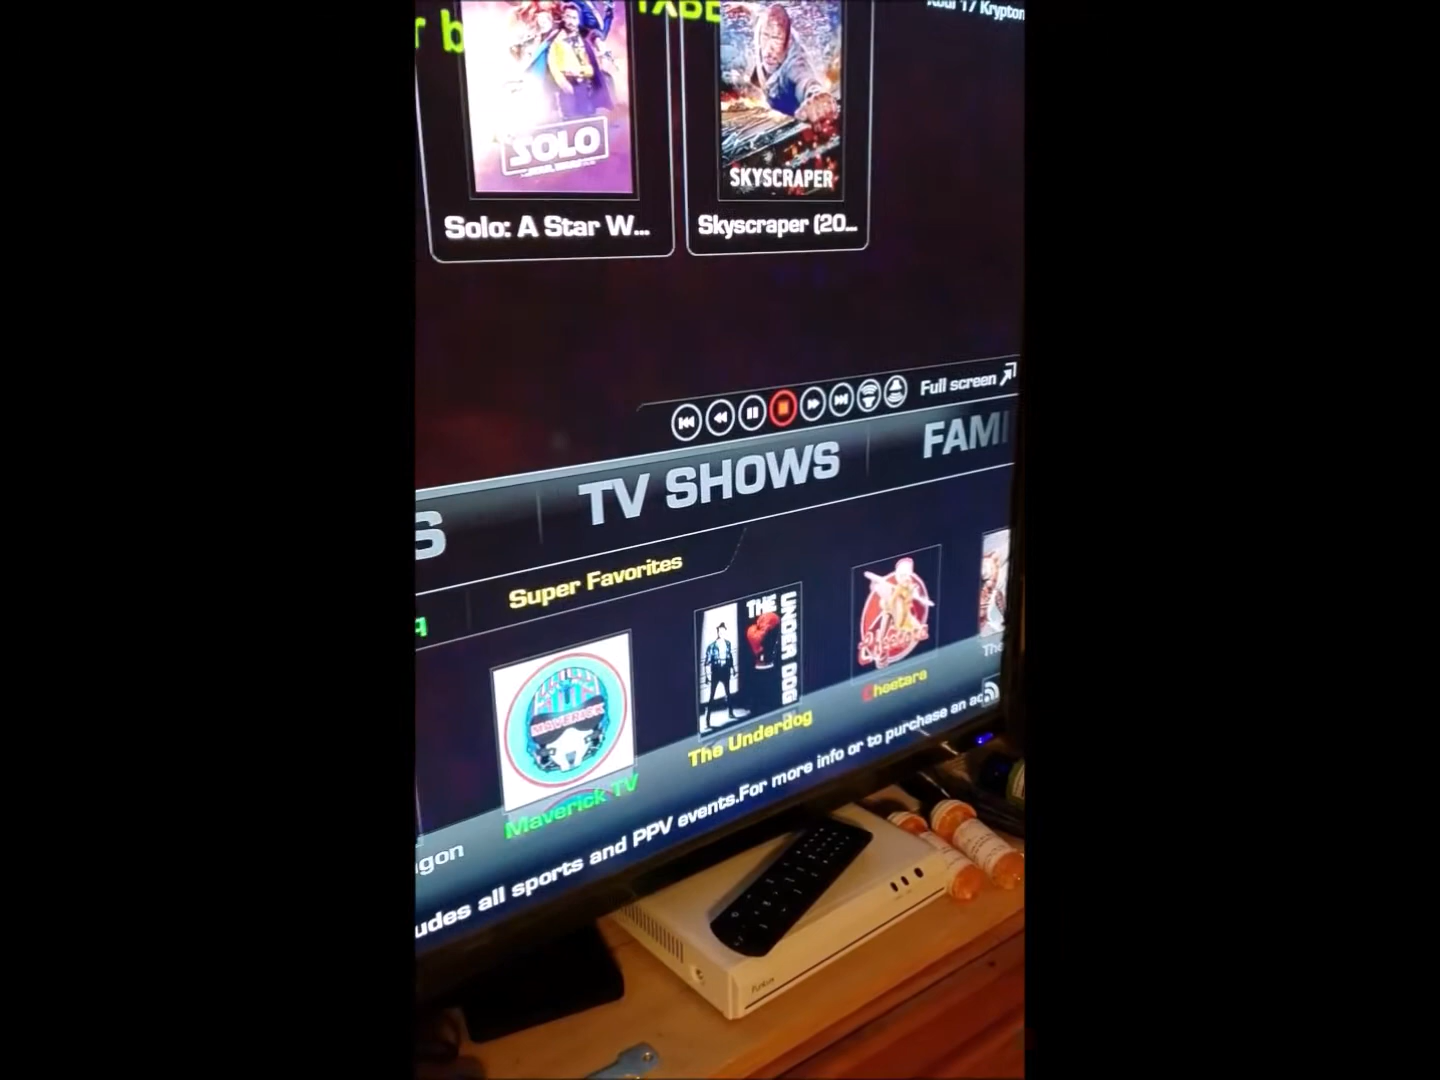 r b
Kodi 17 Krypton
SOLO
SKYSCRAPER
Solo: A Star W...
Skyscraper (20...
Full screen
S
TV SHOWS
FAMI
q
Super Favorites
THE UNDER DOG
MAVERICK
Cheetara
The
The Underdog
Maverick TV
agon
udes all sports and PPV events.For more info or to purchase an ac